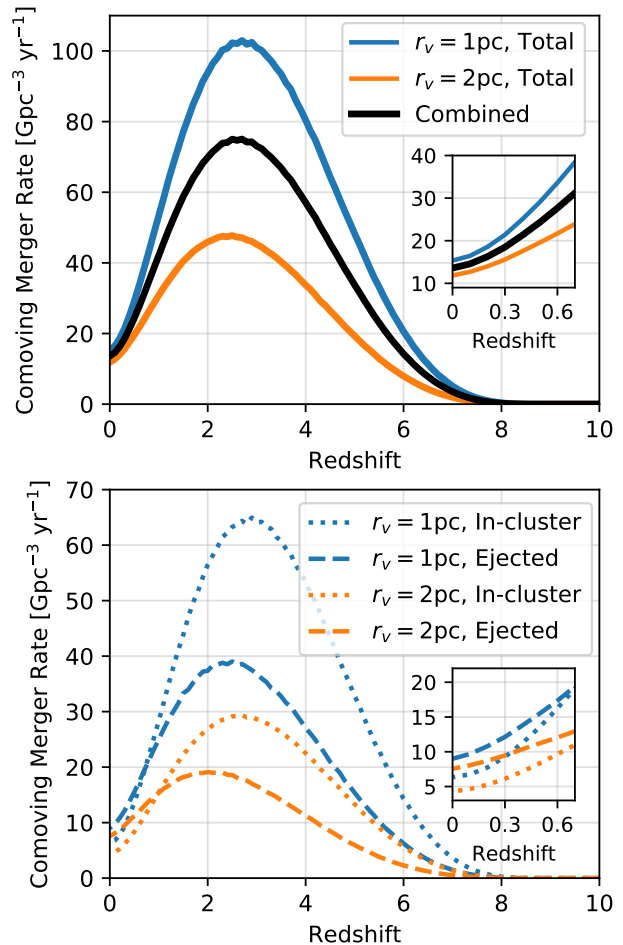 Comoving Merger Rate [Gpc⁻³ yr⁻¹]
100
80
60
40
20
0
r_v = 1pc, Total
r_v = 2pc, Total
Combined
40
30
20
10
0 0.3 0.6
Redshift
0 2 4 6 8 10
Redshift
Comoving Merger Rate [Gpc⁻³ yr⁻¹]
70
60
50
40
30
20
10
0
r_v = 1pc, In-cluster
r_v = 1pc, Ejected
r_v = 2pc, In-cluster
r_v = 2pc, Ejected
20
15
10
5
0 0.3 0.6
Redshift
0 2 4 6 8 10
Redshift